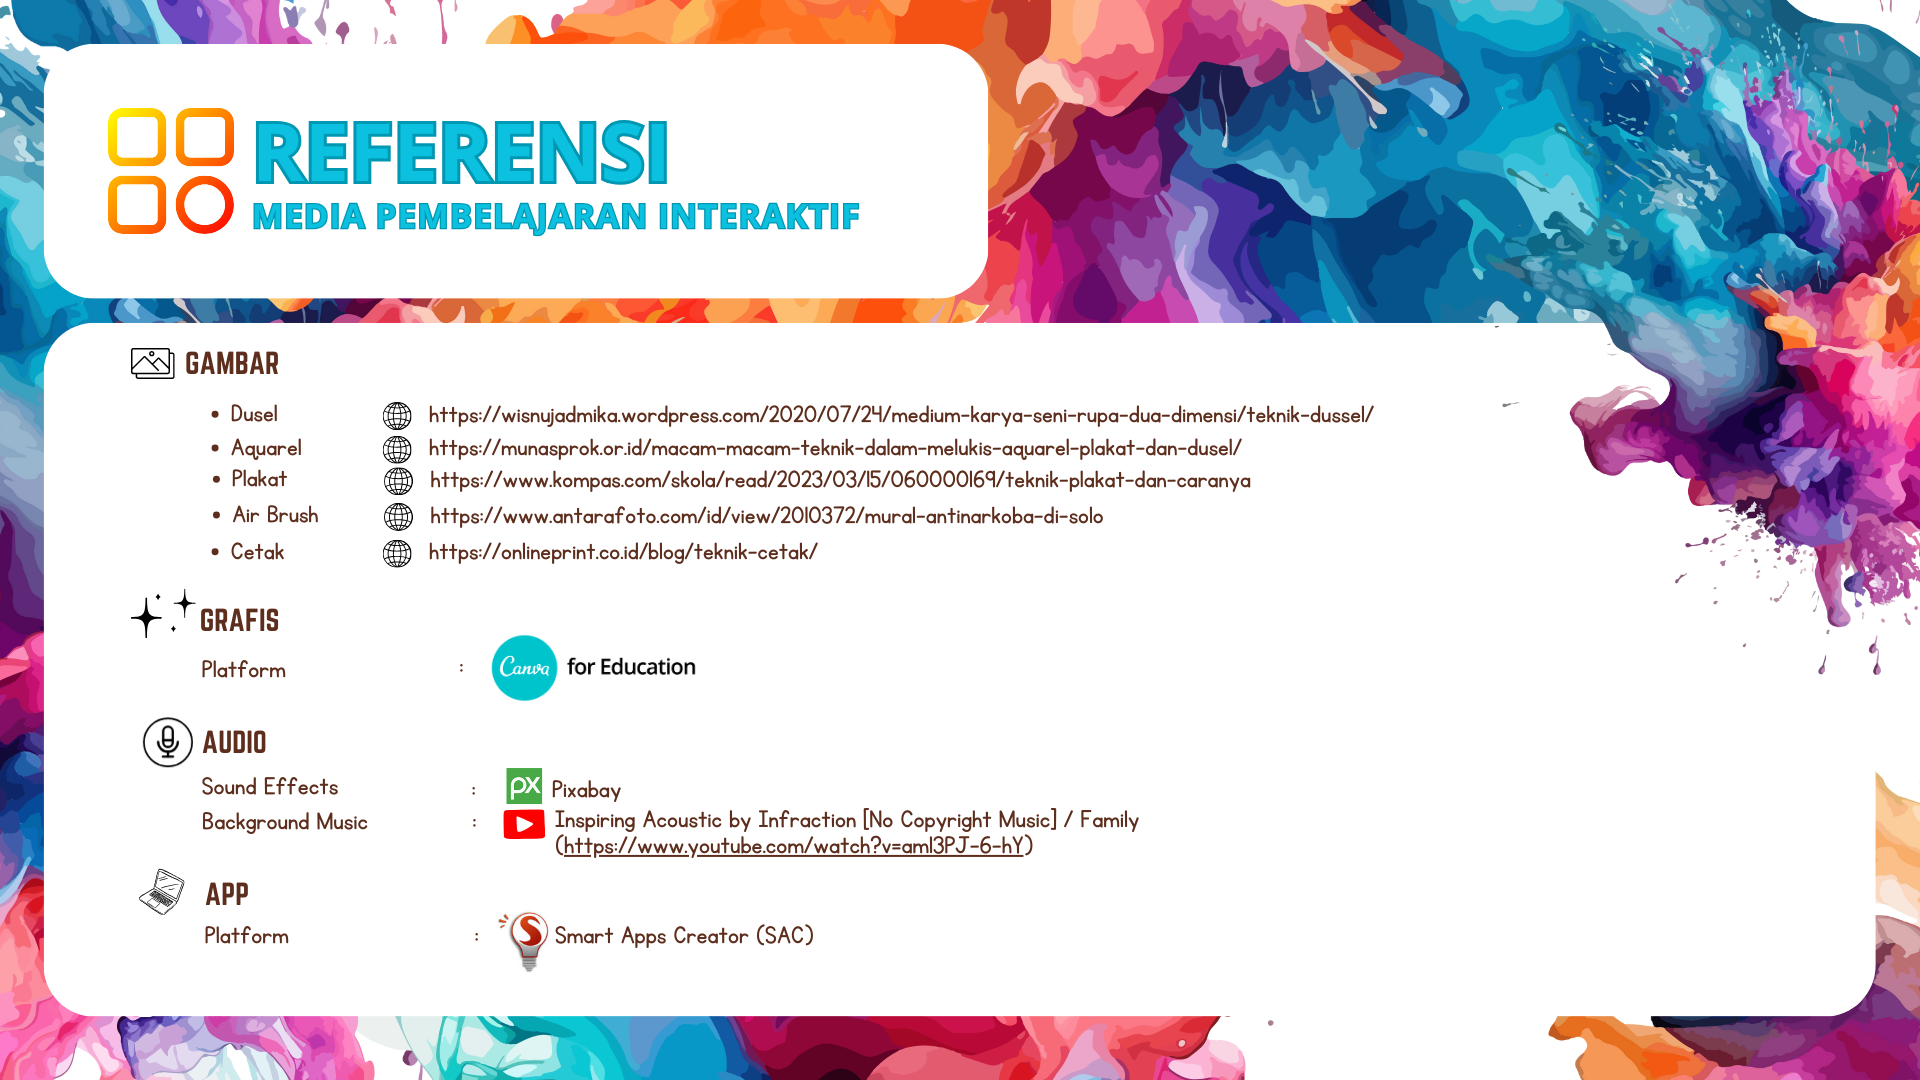 REFERENSI
MEDIA PEMBELAJARAN INTERAKTIF
GAMBAR
• Dusel https://wisnujadmika.wordpress.com/2020/07/24/medium-karya-seni-rupa-dua-dimensi/teknik-dussel/
• Aquarel https://munasprok.or.id/macam-macam-teknik-dalam-melukis-aquarel-plakat-dan-dusel/
• Plakat https://www.kompas.com/skola/read/2023/03/15/060000169/teknik-plakat-dan-caranya
• Air Brush https://www.antarafoto.com/id/view/2010372/mural-antinarkoba-di-solo
• Cetak https://onlineprint.co.id/blog/teknik-cetak/
GRAFIS
Platform : Canva for Education
AUDIO
Sound Effects : px Pixabay
Background Music : Inspiring Acoustic by Infraction [No Copyright Music] / Family
(https://www.youtube.com/watch?v=aml3PJ-6-hY)
APP
Platform : S Smart Apps Creator (SAC)